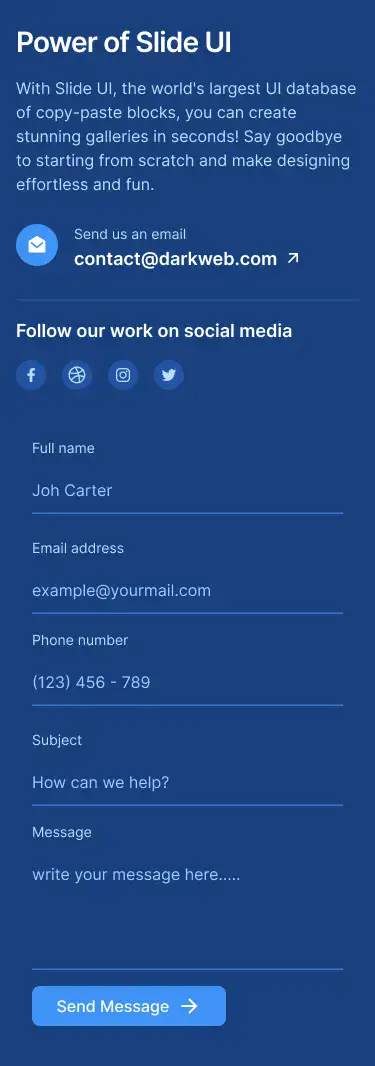 Power of Slide UI
With Slide UI, the world's largest UI database
of copy-paste blocks, you can create
stunning galleries in seconds! Say goodbye
to starting from scratch and make designing
effortless and fun.
Send us an email
contact@darkweb.com
Follow our work on social media
Full name
Joh Carter
Email address
example@yourmail.com
Phone number
(123) 456 - 789
Subject
How can we help?
Message
write your message here.....
Send Message